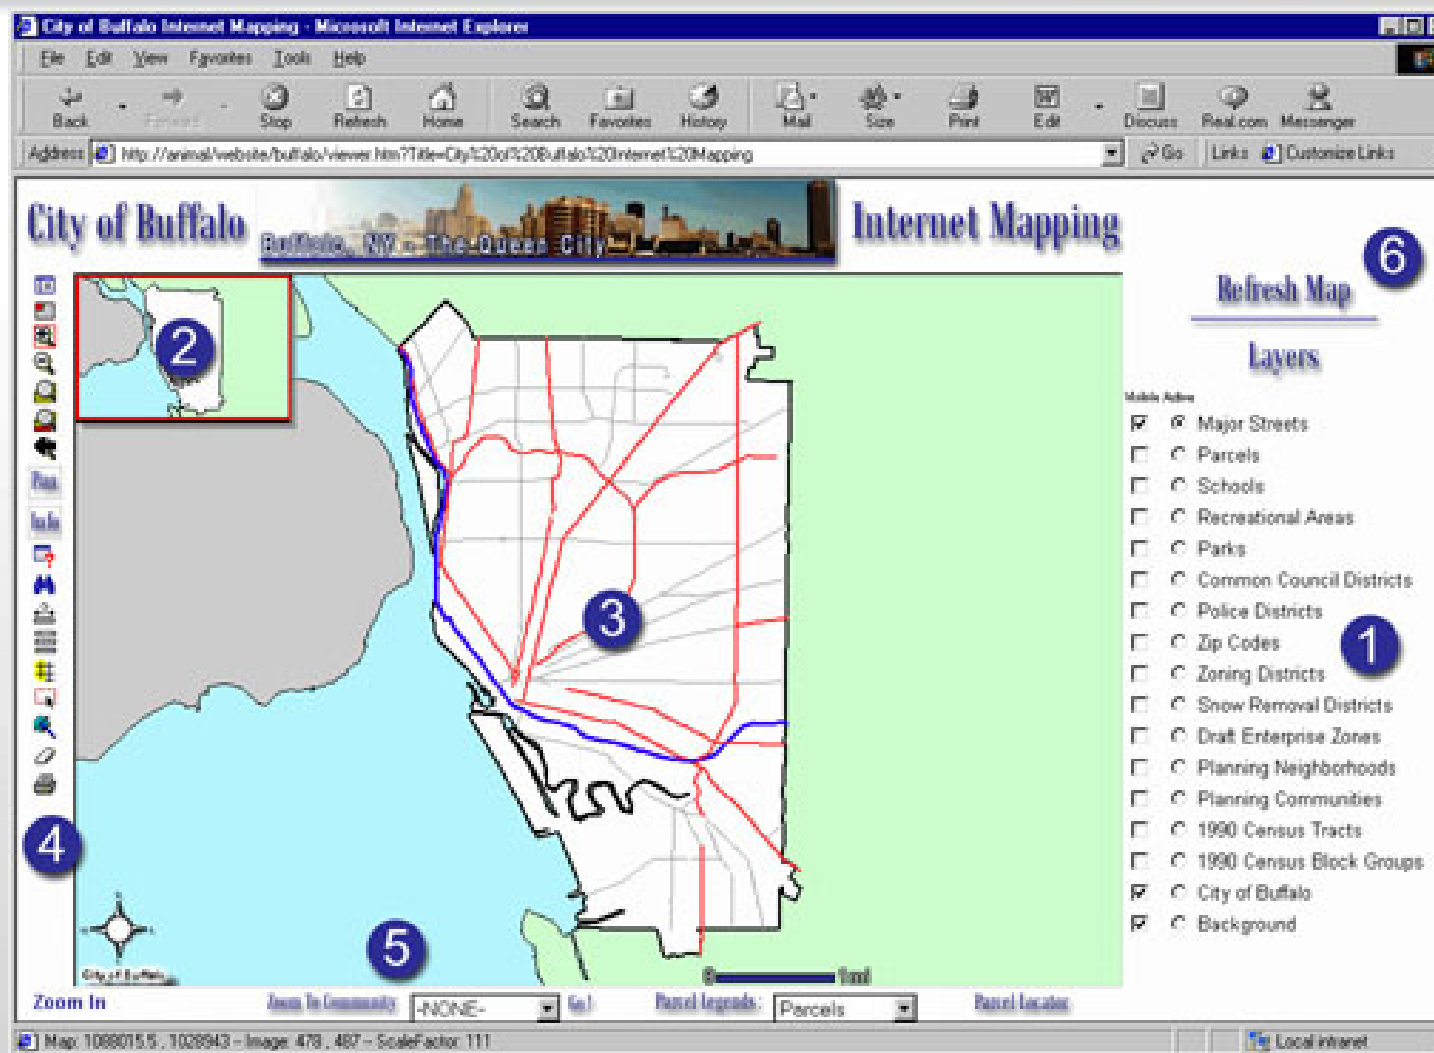 City of Buffalo Internet Mapping - Microsoft Internet Explorer
File Edit View Favorites Tools Help
Back Forward Stop Refresh Home Search Favorites History Mail Size Print Edit Discuss Real.com Messenger
Address http://animal/website/buffalo/viewer.htm?Title=City%20of%20Buffalo%20Internet%20Mapping Go Links Customize Links
City of Buffalo
Buffalo, NY - The Queen City
Internet Mapping
6
Refresh Map
Layers
Visible Active
Major Streets
Parcels
Schools
Recreational Areas
Parks
Common Council Districts
Police Districts
Zip Codes
1
Zoning Districts
Snow Removal Districts
Draft Enterprise Zones
Planning Neighborhoods
Planning Communities
1990 Census Tracts
1990 Census Block Groups
City of Buffalo
Background
2
Pan
Info
3
4
5
N
City of Buffalo
0 1mi
Zoom In
Zoom To Community -NONE- Go!
Parcel Legends: Parcels
Parcel Locator
Map: 1088015.5 , 1028943 -- Image: 478 , 487 -- ScaleFactor: 111
Local intranet